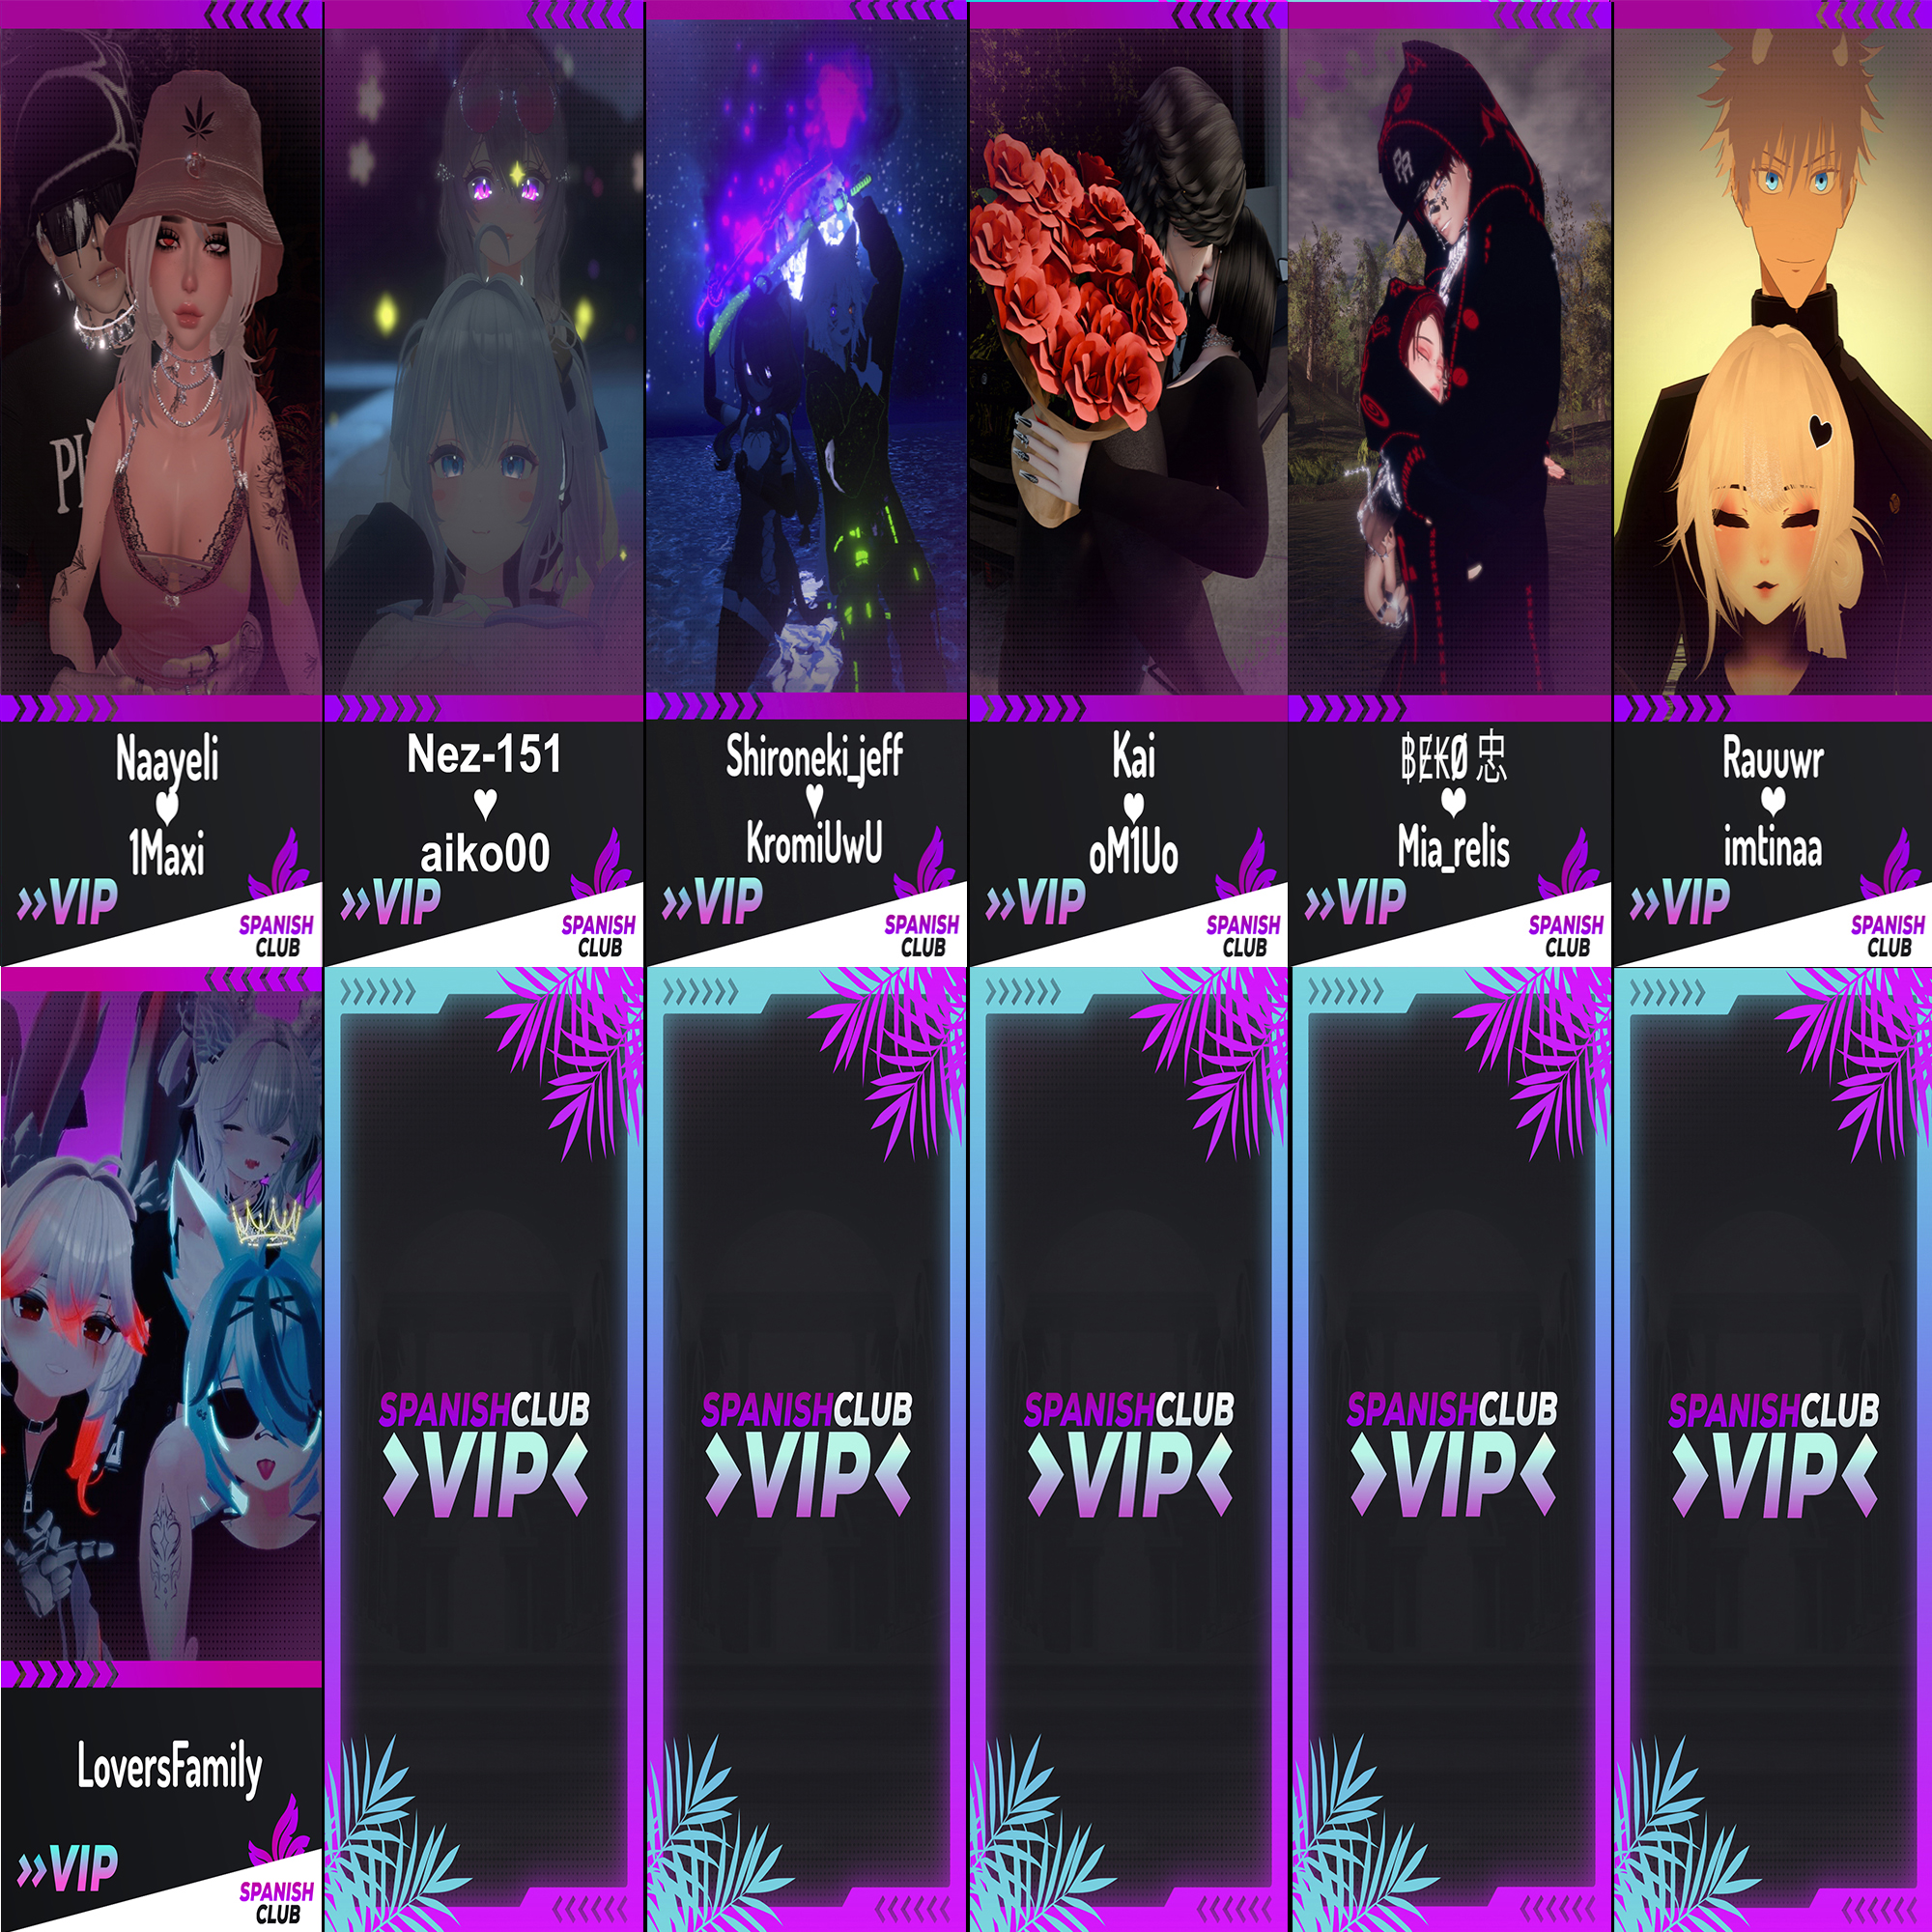 Naayeli
♥
1Maxi
»VIP
SPANISH
CLUB
Nez-151
♥
aiko00
»VIP
SPANISH
CLUB
Shironeki_jeff
♥
KromiUwU
»VIP
SPANISH
CLUB
Kai
♥
oM1Uo
»VIP
SPANISH
CLUB
฿ɆꝀØ 忠
♥
Mia_relis
»VIP
SPANISH
CLUB
Rauuwr
♥
imtinaa
»VIP
SPANISH
CLUB
LoversFamily
»VIP
SPANISH
CLUB
SPANISHCLUB
VIP
SPANISHCLUB
VIP
SPANISHCLUB
VIP
SPANISHCLUB
VIP
SPANISHCLUB
VIP